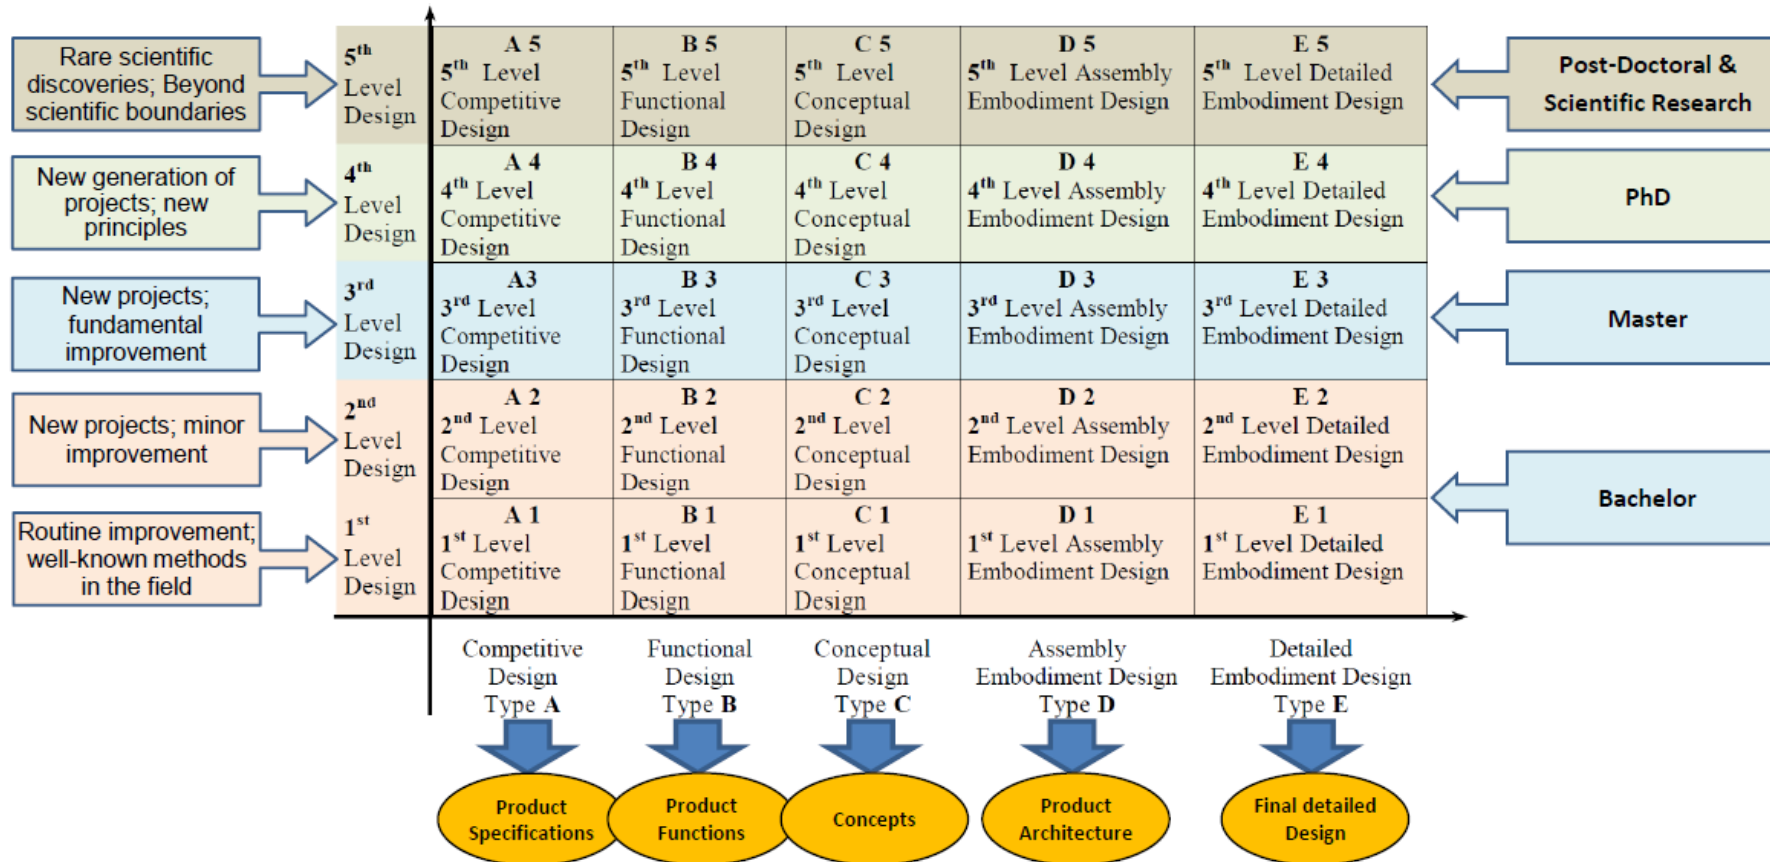 Rare scientific
discoveries; Beyond
scientific boundaries
5th
Level
Design
A 5
5th Level
Competitive
Design
B 5
5th Level
Functional
Design
C 5
5th Level
Conceptual
Design
D 5
5th Level Assembly
Embodiment Design
E 5
5th Level Detailed
Embodiment Design
Post-Doctoral &
Scientific Research
New generation of
projects; new
principles
4th
Level
Design
A 4
4th Level
Competitive
Design
B 4
4th Level
Functional
Design
C 4
4th Level
Conceptual
Design
D 4
4th Level Assembly
Embodiment Design
E 4
4th Level Detailed
Embodiment Design
PhD
New projects;
fundamental
improvement
3rd
Level
Design
A3
3rd Level
Competitive
Design
B 3
3rd Level
Functional
Design
C 3
3rd Level
Conceptual
Design
D 3
3rd Level Assembly
Embodiment Design
E 3
3rd Level Detailed
Embodiment Design
Master
New projects; minor
improvement
2nd
Level
Design
A 2
2nd Level
Competitive
Design
B 2
2nd Level
Functional
Design
C 2
2nd Level
Conceptual
Design
D 2
2nd Level Assembly
Embodiment Design
E 2
2nd Level Detailed
Embodiment Design
Bachelor
Routine improvement;
well-known methods
in the field
1st
Level
Design
A 1
1st Level
Competitive
Design
B 1
1st Level
Functional
Design
C 1
1st Level
Conceptual
Design
D 1
1st Level Assembly
Embodiment Design
E 1
1st Level Detailed
Embodiment Design
Competitive
Design
Type A
Functional
Design
Type B
Conceptual
Design
Type C
Assembly
Embodiment Design
Type D
Detailed
Embodiment Design
Type E
Product
Specifications
Product
Functions
Concepts
Product
Architecture
Final detailed
Design